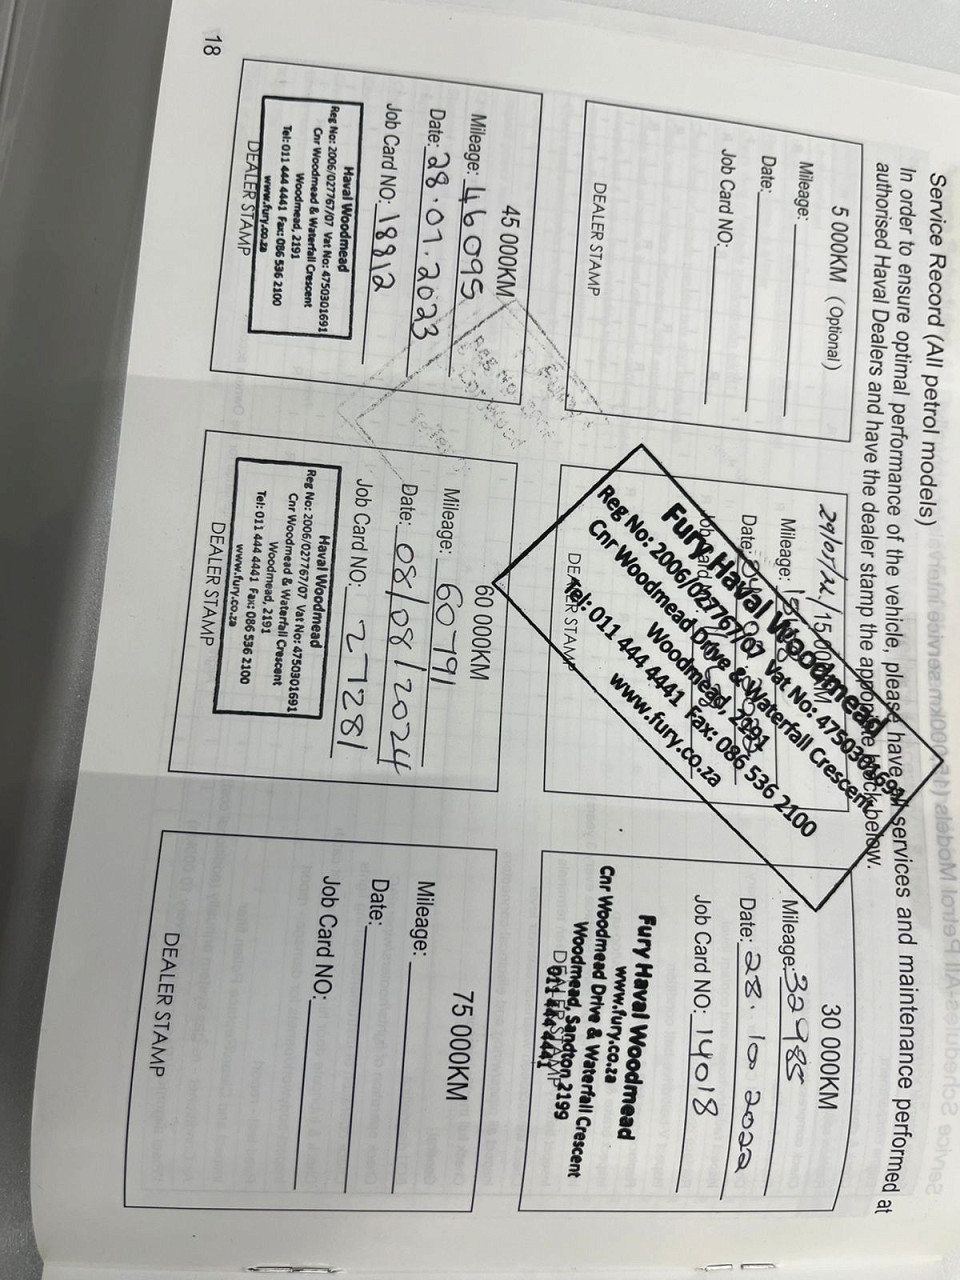 Service Record (All petrol models)
In order to ensure optimal performance of the vehicle, please have all services and maintenance performed at
authorised Haval Dealers and have the dealer stamp the appropriate block below.
5 000KM (Optional)
Mileage:
Date:
Job Card NO:
DEALER STAMP
15 000KM
Mileage:
Date:
Job Card NO:
DEALER STAMP
Fury Haval Woodmead
Reg No: 2006/027767/07 Vat No: 4750301691
Cnr Woodmead Drive & Waterfall Crescent
Woodmead, 2191
Tel: 011 444 4441 Fax: 086 536 2100
www.fury.co.za
30 000KM
Mileage: 32985
Date: 28.10 2022
Job Card NO: 14018
Fury Haval Woodmead
www.fury.co.za
Cnr Woodmead Drive & Waterfall Crescent
Woodmead, Sandton 2199
DEALER STAMP
011 444 4441
45 000KM
Mileage: 46095
Date: 28.07.2023
Job Card NO: 18812
Haval Woodmead
Reg No: 2006/027767/07 Vat No: 4750301691
Cnr Woodmead & Waterfall Crescent
Woodmead, 2191
Tel: 011 444 4441 Fax: 086 536 2100
www.fury.co.za
DEALER STAMP
60 000KM
Mileage: 60791
Date: 08/08/2024
Job Card NO: 27281
Haval Woodmead
Reg No: 2006/027767/07 Vat No: 4750301691
Cnr Woodmead & Waterfall Crescent
Woodmead, 2191
Tel: 011 444 4441 Fax: 086 536 2100
www.fury.co.za
DEALER STAMP
75 000KM
Mileage:
Date:
Job Card NO:
DEALER STAMP
18